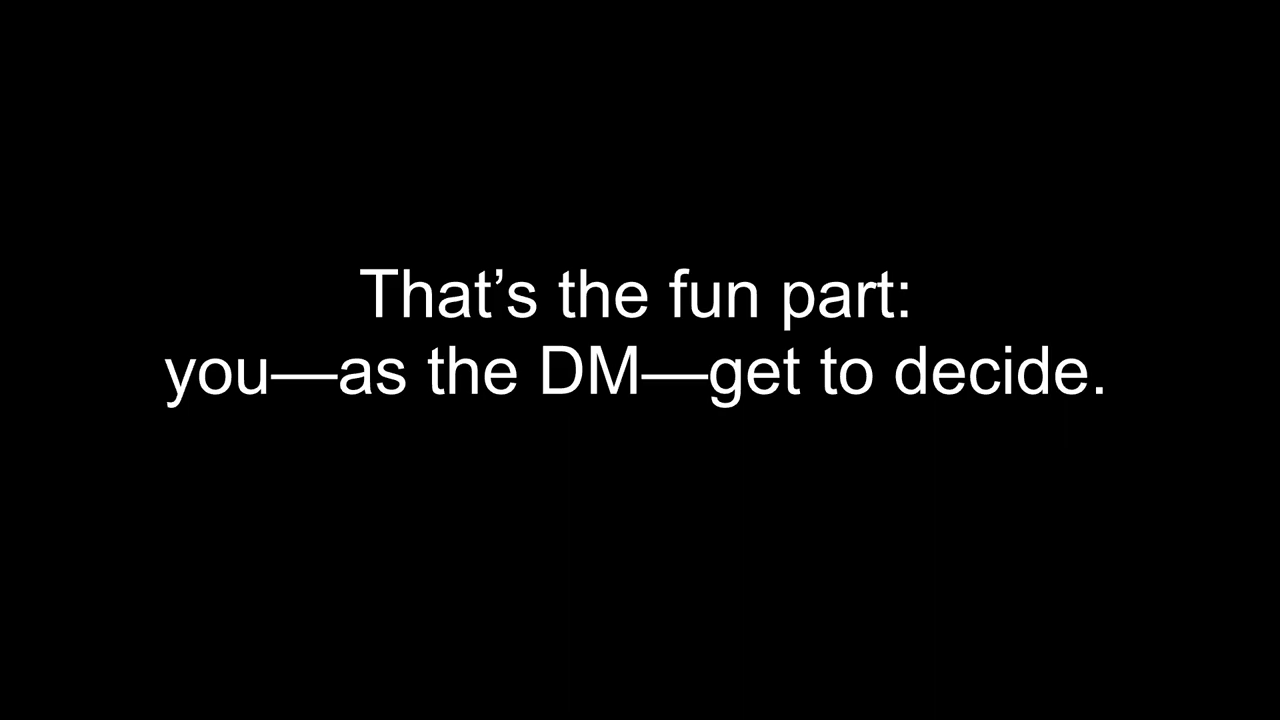 That’s the fun part:
you—as the DM—get to decide.